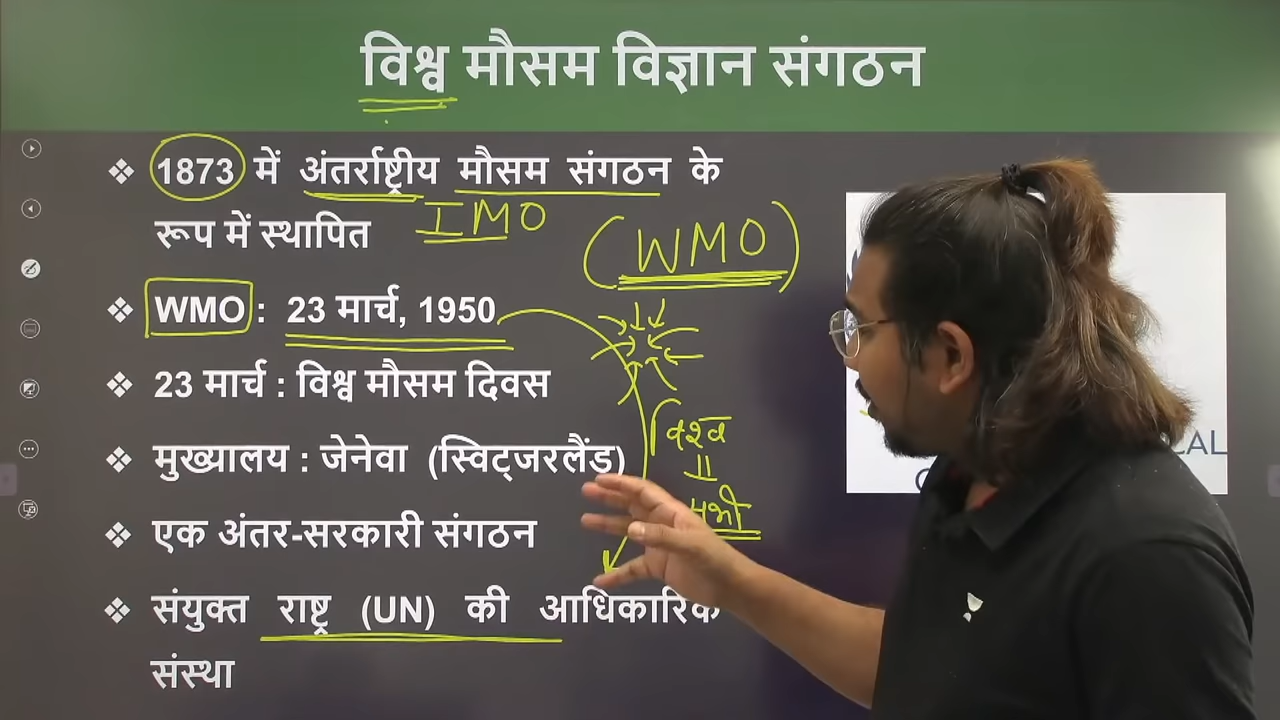 विश्व मौसम विज्ञान संगठन
❖ 1873 में अंतर्राष्ट्रीय मौसम संगठन के
रूप में स्थापित
IMO
(WMO)
❖ WMO : 23 मार्च, 1950
❖ 23 मार्च : विश्व मौसम दिवस
विश्व
❖ मुख्यालय : जेनेवा (स्विट्जरलैंड)
❖ एक अंतर-सरकारी संगठन
❖ संयुक्त राष्ट्र (UN) की आधिकारिक
संस्था